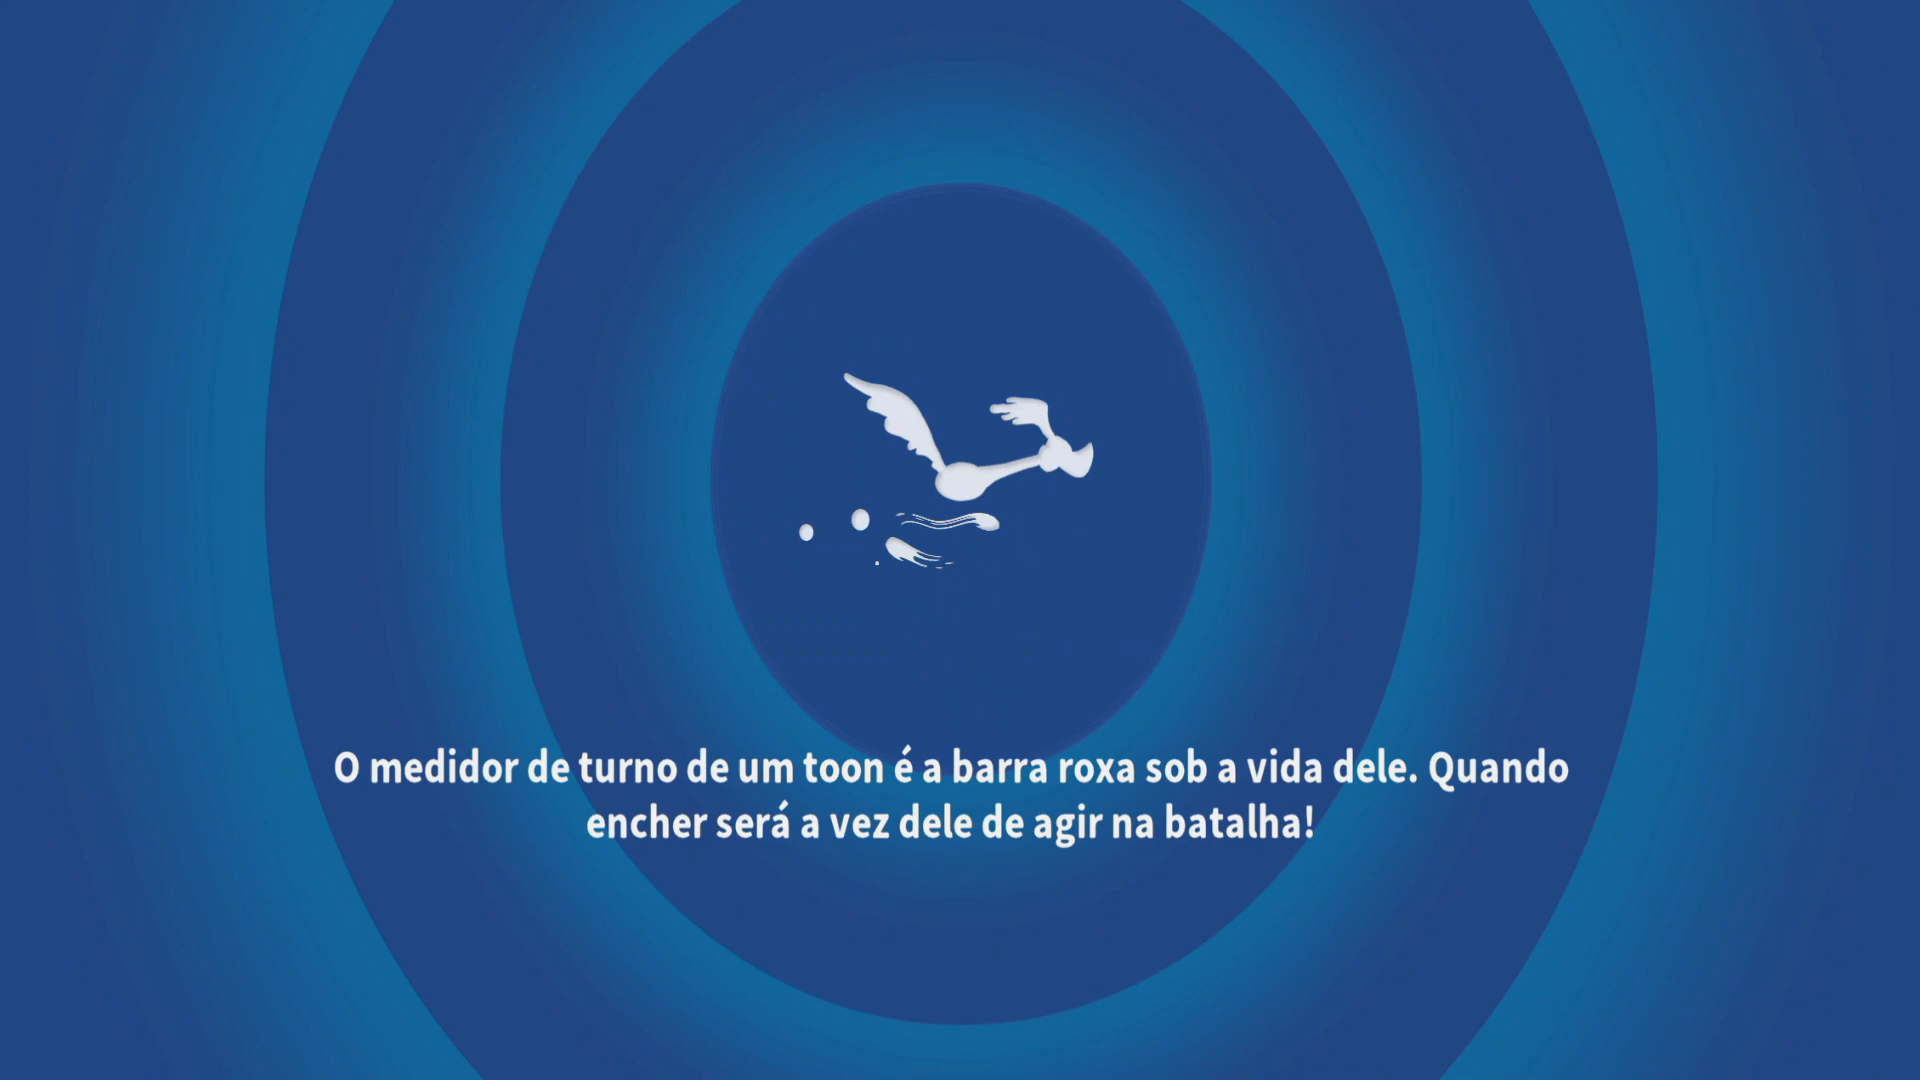 O medidor de turno de um toon é a barra roxa sob a vida dele. Quando
encher será a vez dele de agir na batalha!